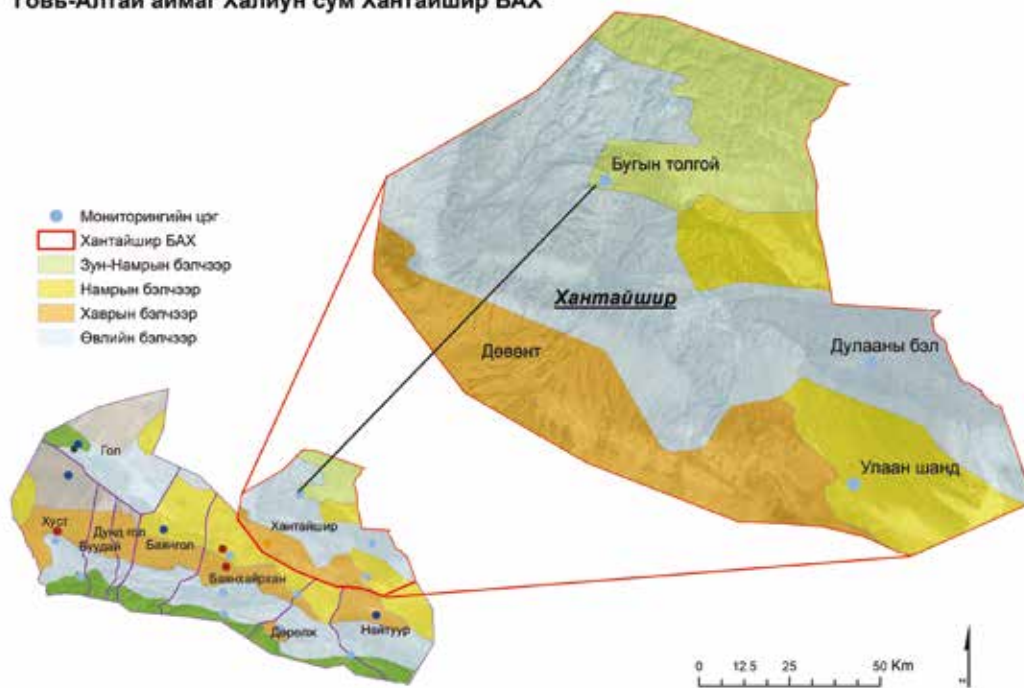 Говь-Алтай аймаг Халиун сум Хантайшир БАХ
Бугын толгой
Мониторингийн цэг
Хантайшир БАХ
Зун-Намрын бэлчээр
Намрын бэлчээр
Хаврын бэлчээр
Өвлийн бэлчээр
Хантайшир
Дөвөнт
Дулааны бэл
Улаан шанд
Гол
Хуст
Дунд гол
Буудай
Баянгол
Хантайшир
Баянхайрхан
Дэрэлж
Найтуур
0 12.5 25 50 Km